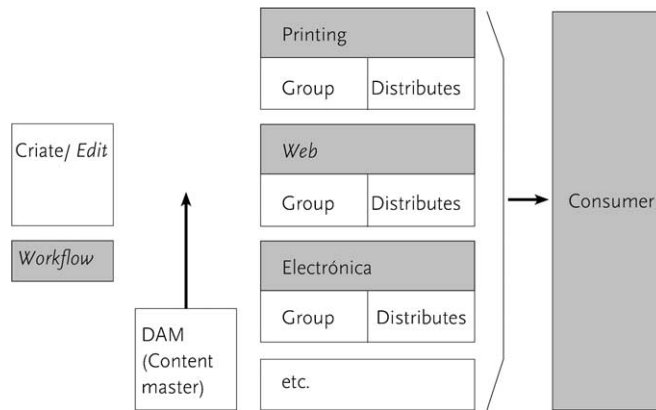 Criate/ Edit
Workflow
DAM
(Content
master)
Printing
Group Distributes
Web
Group Distributes
Electrónica
Group Distributes
etc.
Consumer